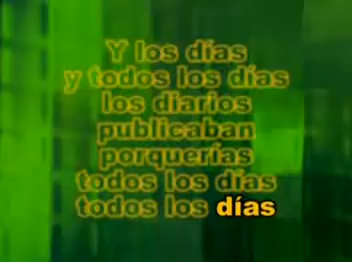 Y los días
y todos los días
los diarios
publicaban
porquerías
todos los días
todos los días